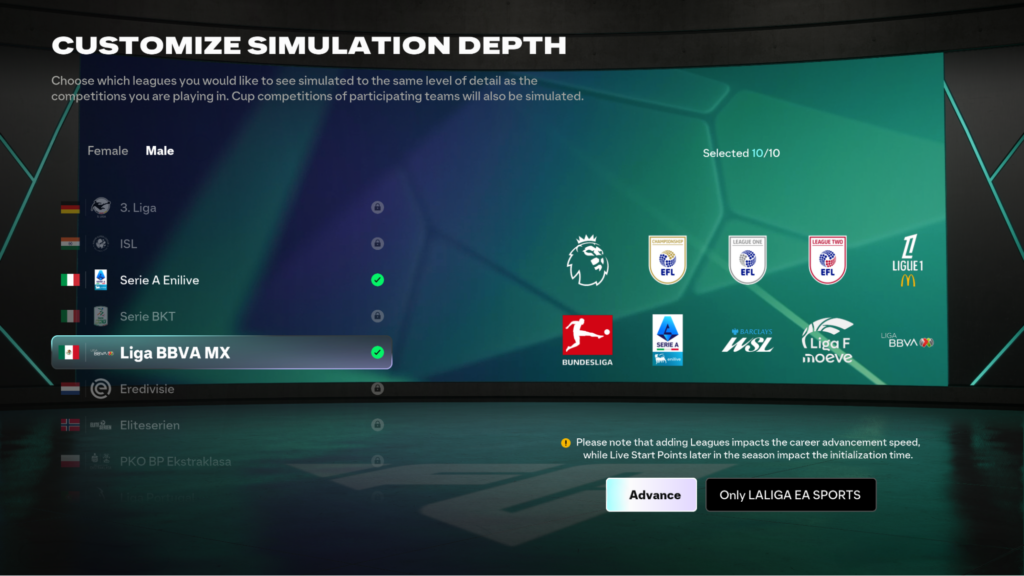 CUSTOMIZE SIMULATION DEPTH
Choose which leagues you would like to see simulated to the same level of detail as the
competitions you are playing in. Cup competitions of participating teams will also be simulated.
Female Male
Selected 10/10
3. Liga
ISL
Serie A Enilive
Serie BKT
Liga BBVA MX
Eredivisie
Eliteserien
PKO BP Ekstraklasa
CHAMPIONSHIP
EFL
LEAGUE ONE
EFL
LEAGUE TWO
EFL
LIGUE 1
BUNDESLIGA
SERIE A
BARCLAYS
WSL
Liga F
moeve
LIGA
BBVA MX
Please note that adding Leagues impacts the career advancement speed,
while Live Start Points later in the season impact the initialization time.
Advance
Only LALIGA EA SPORTS